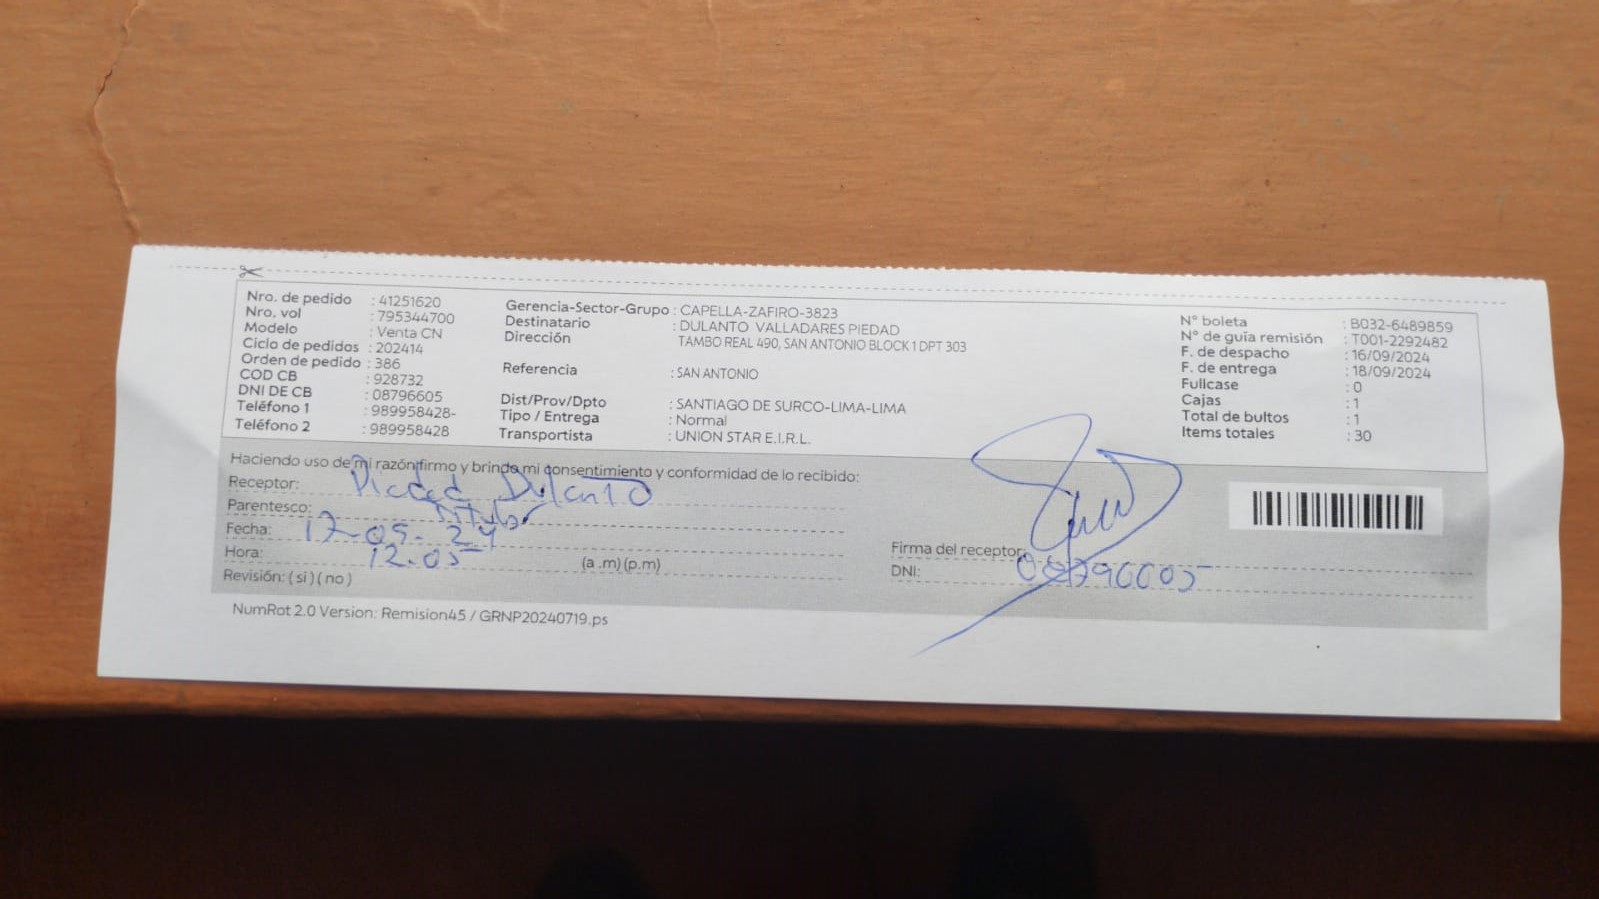 Nro. de pedido : 41251620
Nro. vol : 795344700
Modelo : Venta CN
Ciclo de pedidos : 202414
Orden de pedido : 386
COD CB : 928732
DNI DE CB : 08796605
Teléfono 1 : 989958428-
Teléfono 2 : 989958428
Gerencia-Sector-Grupo : CAPELLA-ZAFIRO-3823
Destinatario : DULANTO VALLADARES PIEDAD
Dirección TAMBO REAL 490, SAN ANTONIO BLOCK 1 DPT 303
Referencia : SAN ANTONIO
Dist/Prov/Dpto : SANTIAGO DE SURCO-LIMA-LIMA
Tipo / Entrega : Normal
Transportista : UNION STAR E.I.R.L.
N° boleta : B032-6489859
N° de guía remisión : T001-2292482
F. de despacho : 16/09/2024
F. de entrega : 18/09/2024
Fullcase : 0
Cajas : 1
Total de bultos : 1
Items totales : 30
Haciendo uso de mi razón firmo y brindo mi consentimiento y conformidad de lo recibido:
Receptor: Piedad Dulanto
Parentesco: Titular
Fecha: 17-09-24
Hora: 12.05 (a .m) (p.m)
Revisión: ( si ) ( no )
Firma del receptor:
DNI: 08796605
NumRot 2.0 Version: Remision45 / GRNP20240719.ps